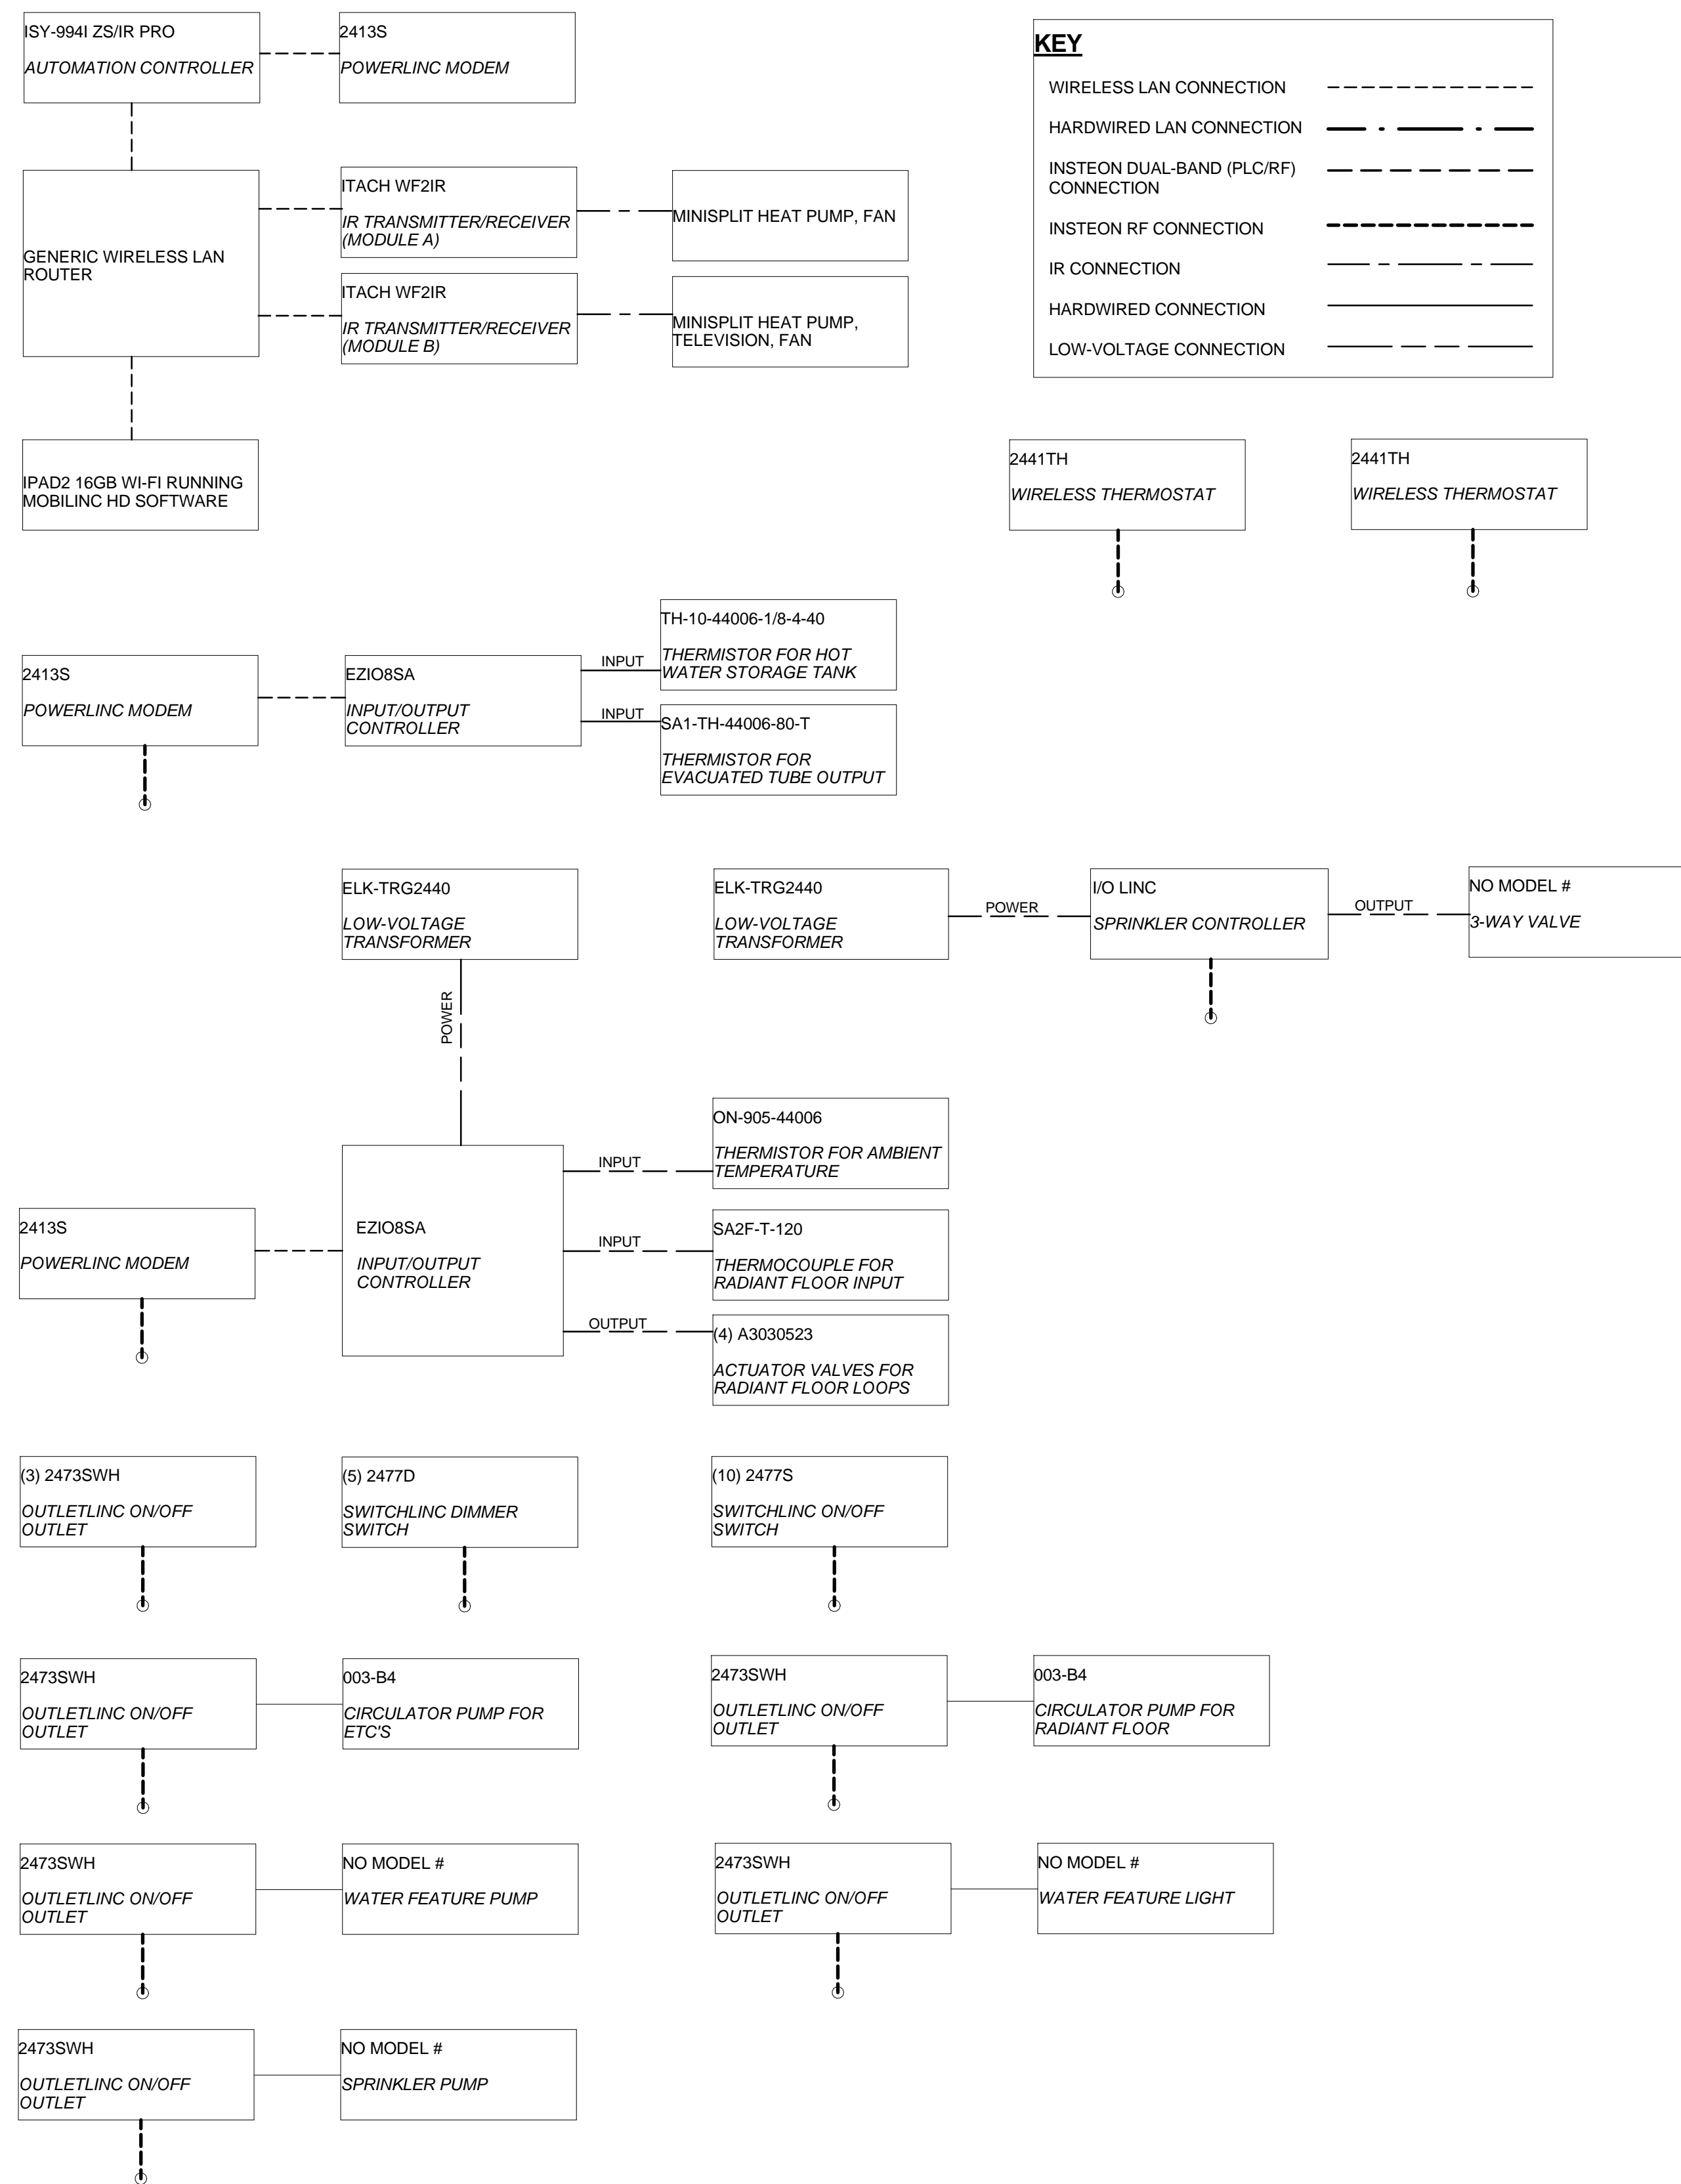 ISY-994I ZS/IR PRO
AUTOMATION CONTROLLER
2413S
POWERLINC MODEM
KEY
WIRELESS LAN CONNECTION
HARDWIRED LAN CONNECTION
INSTEON DUAL-BAND (PLC/RF)
CONNECTION
INSTEON RF CONNECTION
IR CONNECTION
HARDWIRED CONNECTION
LOW-VOLTAGE CONNECTION
GENERIC WIRELESS LAN
ROUTER
ITACH WF2IR
IR TRANSMITTER/RECEIVER
(MODULE A)
MINISPLIT HEAT PUMP, FAN
ITACH WF2IR
IR TRANSMITTER/RECEIVER
(MODULE B)
MINISPLIT HEAT PUMP,
TELEVISION, FAN
IPAD2 16GB WI-FI RUNNING
MOBILINC HD SOFTWARE
2441TH
WIRELESS THERMOSTAT
2441TH
WIRELESS THERMOSTAT
2413S
POWERLINC MODEM
EZIO8SA
INPUT/OUTPUT
CONTROLLER
INPUT
TH-10-44006-1/8-4-40
THERMISTOR FOR HOT
WATER STORAGE TANK
INPUT
SA1-TH-44006-80-T
THERMISTOR FOR
EVACUATED TUBE OUTPUT
ELK-TRG2440
LOW-VOLTAGE
TRANSFORMER
ELK-TRG2440
LOW-VOLTAGE
TRANSFORMER
POWER
I/O LINC
SPRINKLER CONTROLLER
OUTPUT
NO MODEL #
3-WAY VALVE
POWER
2413S
POWERLINC MODEM
EZIO8SA
INPUT/OUTPUT
CONTROLLER
INPUT
ON-905-44006
THERMISTOR FOR AMBIENT
TEMPERATURE
INPUT
SA2F-T-120
THERMOCOUPLE FOR
RADIANT FLOOR INPUT
OUTPUT
(4) A3030523
ACTUATOR VALVES FOR
RADIANT FLOOR LOOPS
(3) 2473SWH
OUTLETLINC ON/OFF
OUTLET
(5) 2477D
SWITCHLINC DIMMER
SWITCH
(10) 2477S
SWITCHLINC ON/OFF
SWITCH
2473SWH
OUTLETLINC ON/OFF
OUTLET
003-B4
CIRCULATOR PUMP FOR
ETC'S
2473SWH
OUTLETLINC ON/OFF
OUTLET
003-B4
CIRCULATOR PUMP FOR
RADIANT FLOOR
2473SWH
OUTLETLINC ON/OFF
OUTLET
NO MODEL #
WATER FEATURE PUMP
2473SWH
OUTLETLINC ON/OFF
OUTLET
NO MODEL #
WATER FEATURE LIGHT
2473SWH
OUTLETLINC ON/OFF
OUTLET
NO MODEL #
SPRINKLER PUMP